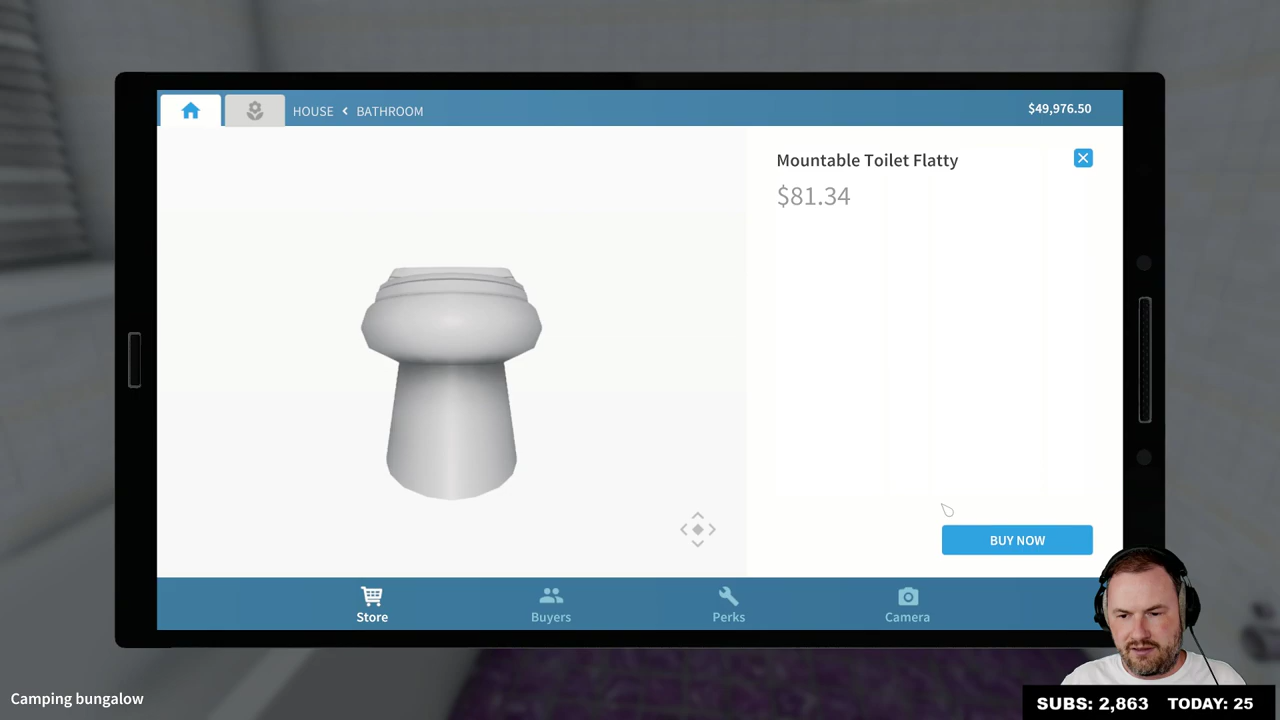 HOUSE < BATHROOM
$49,976.50
Mountable Toilet Flatty
$81.34
BUY NOW
Store
Buyers
Perks
Camera
Camping bungalow
SUBS: 2,863 TODAY: 25